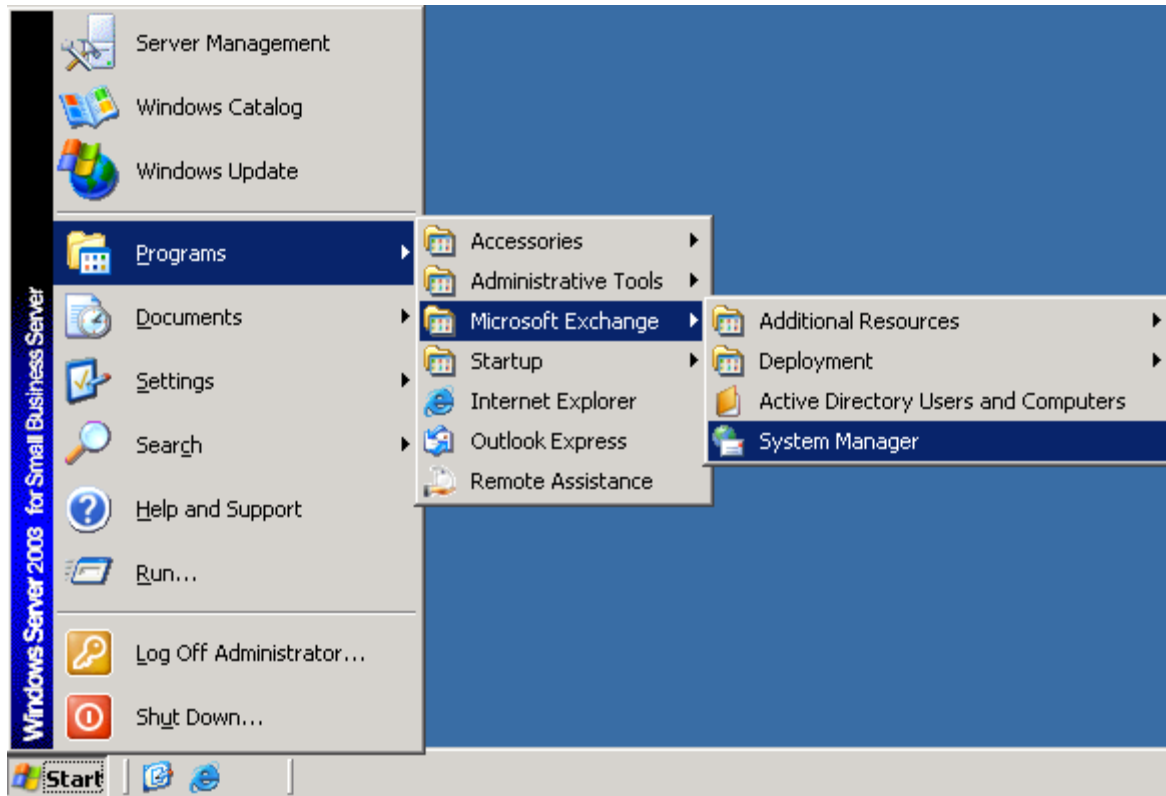 Server Management
Windows Catalog
Windows Update
Programs
Documents
Settings
Search
Help and Support
Run...
Log Off Administrator...
Shut Down...
Windows Server 2003 for Small Business Server
Accessories
Administrative Tools
Microsoft Exchange
Startup
Internet Explorer
Outlook Express
Remote Assistance
Additional Resources
Deployment
Active Directory Users and Computers
System Manager
Start